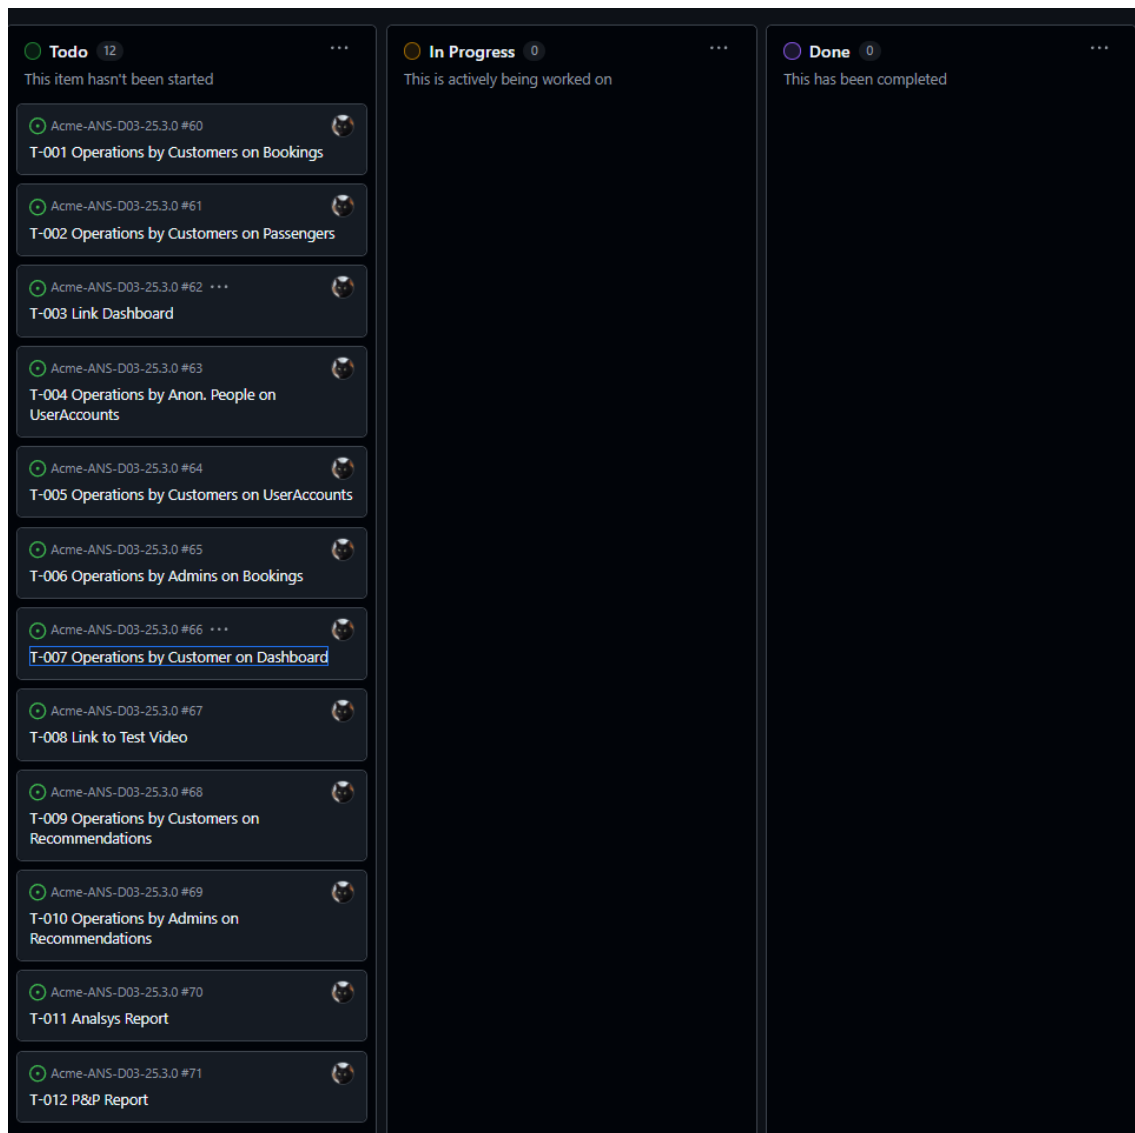 Todo 12 ...
This item hasn't been started
Acme-ANS-D03-25.3.0 #60
T-001 Operations by Customers on Bookings
Acme-ANS-D03-25.3.0 #61
T-002 Operations by Customers on Passengers
Acme-ANS-D03-25.3.0 #62 ...
T-003 Link Dashboard
Acme-ANS-D03-25.3.0 #63
T-004 Operations by Anon. People on
UserAccounts
Acme-ANS-D03-25.3.0 #64
T-005 Operations by Customers on UserAccounts
Acme-ANS-D03-25.3.0 #65
T-006 Operations by Admins on Bookings
Acme-ANS-D03-25.3.0 #66 ...
T-007 Operations by Customer on Dashboard
Acme-ANS-D03-25.3.0 #67
T-008 Link to Test Video
Acme-ANS-D03-25.3.0 #68
T-009 Operations by Customers on
Recommendations
Acme-ANS-D03-25.3.0 #69
T-010 Operations by Admins on
Recommendations
Acme-ANS-D03-25.3.0 #70
T-011 Analsys Report
Acme-ANS-D03-25.3.0 #71
T-012 P&P Report
In Progress 0 ...
This is actively being worked on
Done 0 ...
This has been completed